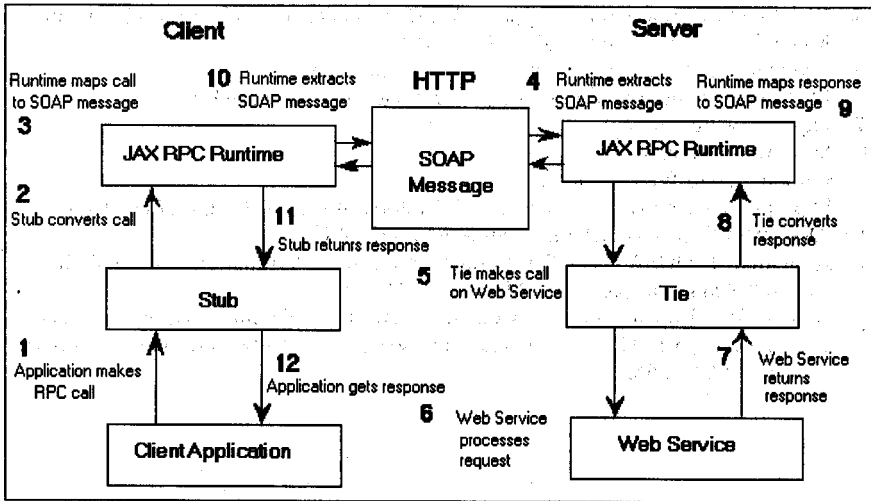 Client
Server
Runtime maps call
to SOAP message
3
10
Runtime extracts
SOAP message
HTTP
4
Runtime extracts
SOAP message
Runtime maps response
to SOAP message
9
JAX RPC Runtime
SOAP
Message
JAX RPC Runtime
2
Stub converts call
11
Stub retunrs response
8
Tie converts
response
5
Tie makes call
on Web Service
Stub
Tie
1
Application makes
RPC call
12
Application gets response
7
Web Service
returns
response
6
Web Service
processes
request
Client Application
Web Service